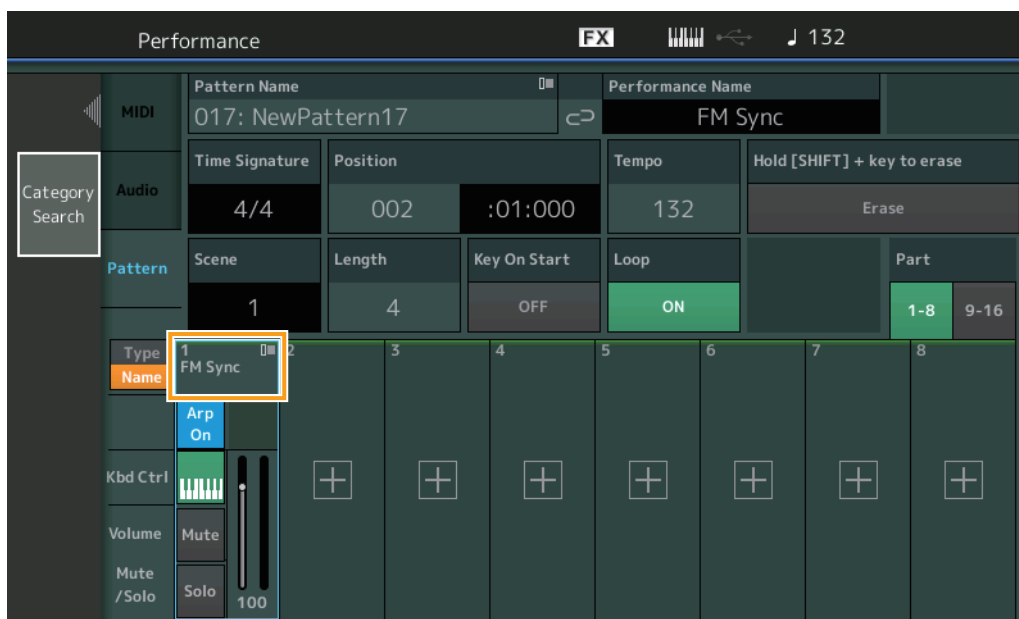 Performance FX ♩ 132
Pattern Name Performance Name
MIDI 017: NewPattern17 FM Sync
Time Signature Position Tempo Hold [SHIFT] + key to erase
Category Search
Audio 4/4 002 :01:000 132 Erase
Pattern Scene Length Key On Start Loop Part
1 4 OFF ON 1-8 9-16
Type 1 2 3 4 5 6 7 8
Name FM Sync
Arp
On
Kbd Ctrl
Volume Mute
Mute
/Solo Solo 100